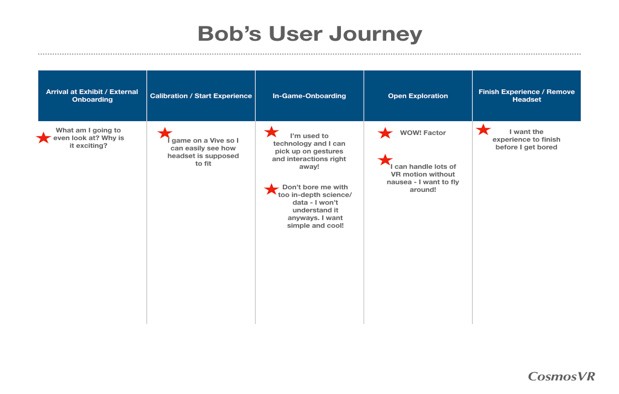 Bob's User Journey
Arrival at Exhibit / External
Onboarding
Calibration / Start Experience
In-Game-Onboarding
Open Exploration
Finish Experience / Remove
Headset
What am I going to
even look at? Why is
it exciting?
I game on a Vive so I
can easily see how
headset is supposed
to fit
I'm used to
technology and I can
pick up on gestures
and interactions right
away!
Don't bore me with
too in-depth science/
data - I won't
understand it
anyways. I want
simple and cool!
WOW! Factor
I can handle lots of
VR motion without
nausea - I want to fly
around!
I want the
experience to finish
before I get bored
CosmosVR